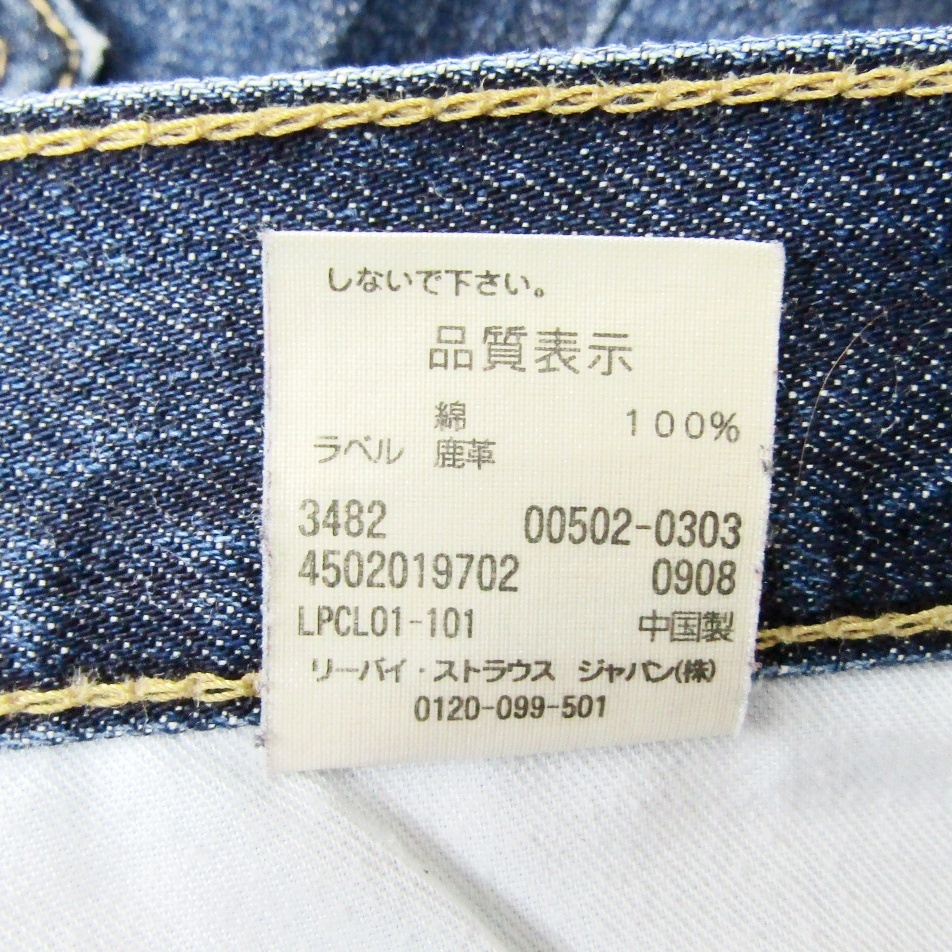 しないで下さい。
品質表示
綿 100%
ラベル 鹿革
3482 00502-0303
4502019702 0908
LPCL01-101 中国製
リーバイ・ストラウス ジャパン(株)
0120-099-501